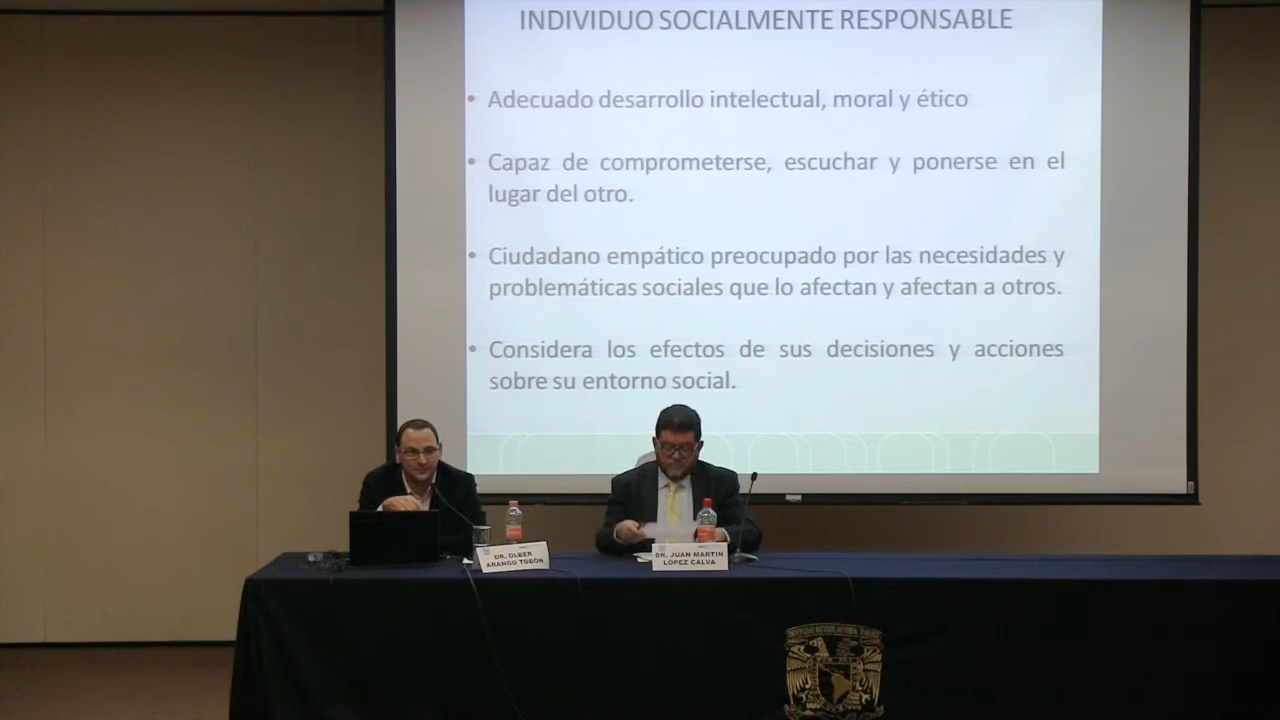 INDIVIDUO SOCIALMENTE RESPONSABLE
• Adecuado desarrollo intelectual, moral y ético
• Capaz de comprometerse, escuchar y ponerse en el
lugar del otro.
• Ciudadano empático preocupado por las necesidades y
problemáticas sociales que lo afectan y afectan a otros.
• Considera los efectos de sus decisiones y acciones
sobre su entorno social.
DR. OLBER
ARANGO TOBÓN
DR. JUAN MARTIN
LÓPEZ CALVA